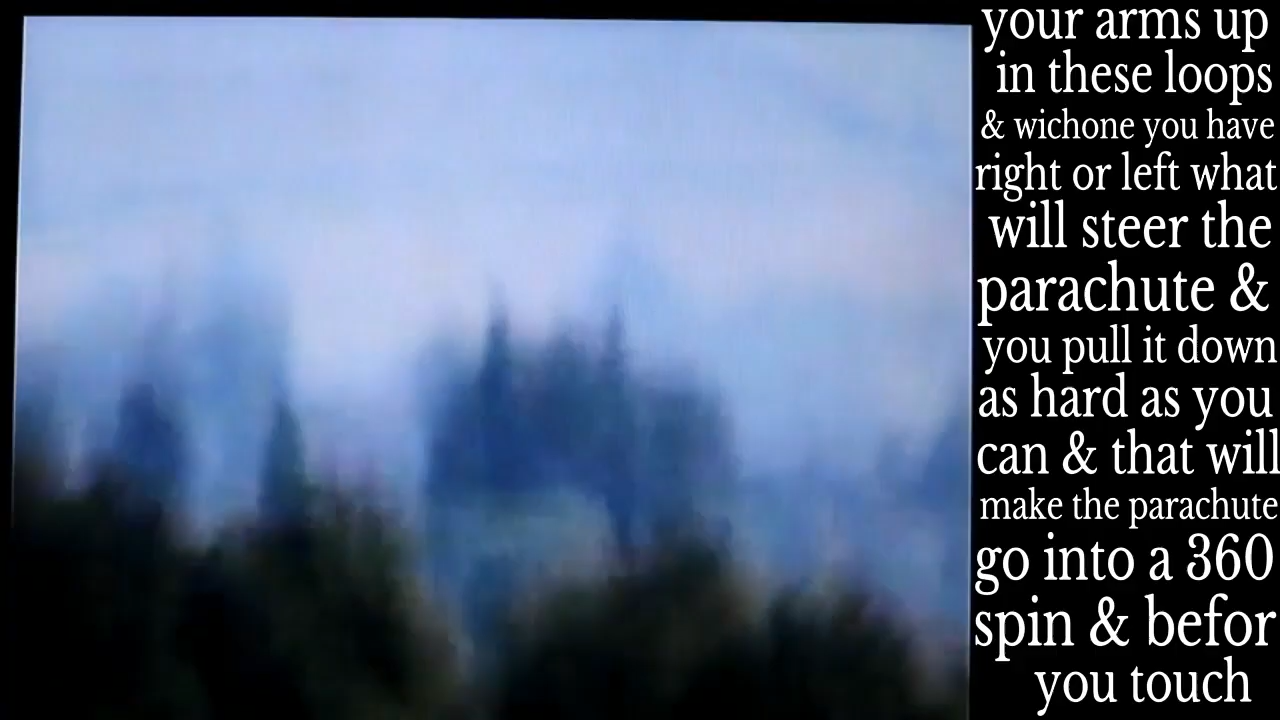 your arms up
in these loops
& wichone you have
right or left what
will steer the
parachute &
you pull it down
as hard as you
can & that will
make the parachute
go into a 360
spin & befor
you touch